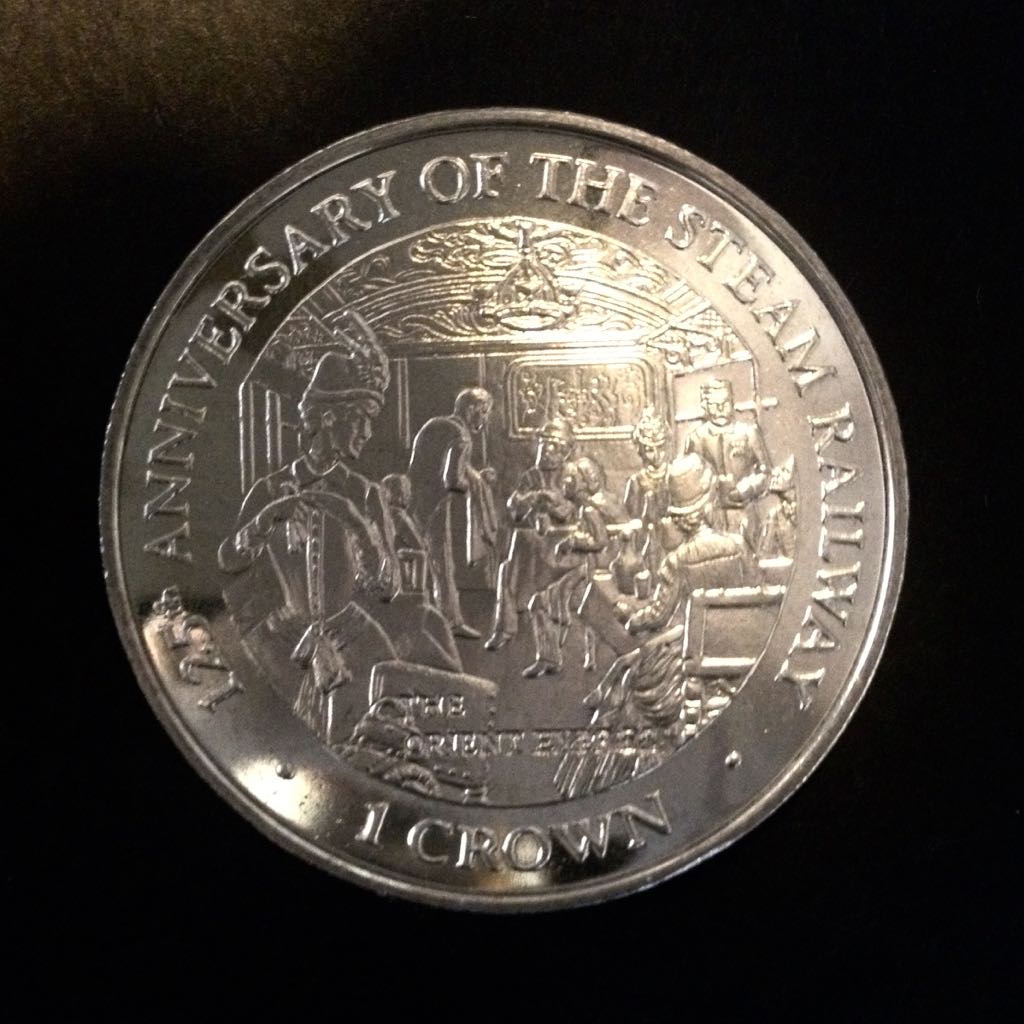 125th ANNIVERSARY OF THE STEAM RAILWAY
THE
ORIENT EXPRESS
1 CROWN